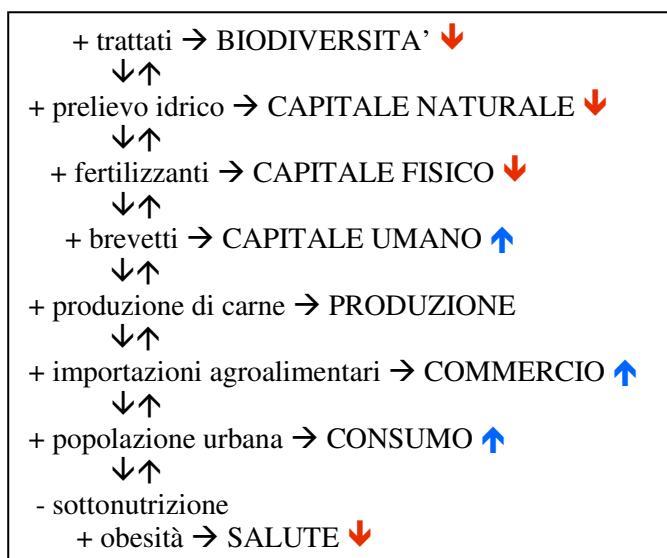 + trattati → BIODIVERSITA’ ↓
↓↑
+ prelievo idrico → CAPITALE NATURALE ↓
↓↑
+ fertilizzanti → CAPITALE FISICO ↓
↓↑
+ brevetti → CAPITALE UMANO ↑
↓↑
+ produzione di carne → PRODUZIONE
↓↑
+ importazioni agroalimentari → COMMERCIO ↑
↓↑
+ popolazione urbana → CONSUMO ↑
↓↑
- sottonutrizione
+ obesità → SALUTE ↓